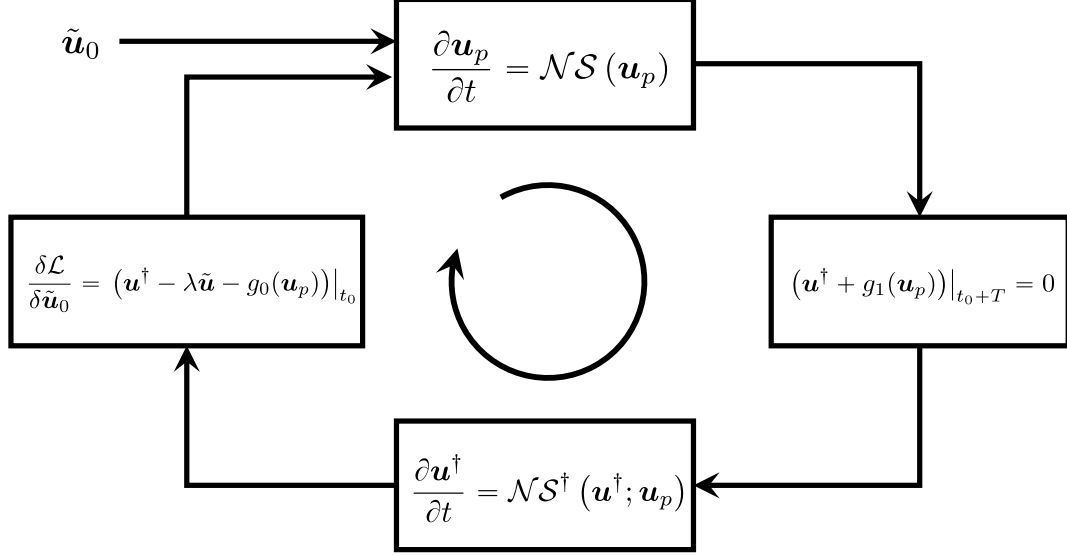 ũ₀
∂u_p/∂t = 𝒩𝒮 (u_p)
δℒ/δũ₀ = (u† − λũ − g₀(u_p))|_{t₀}
(u† + g₁(u_p))|_{t₀+T} = 0
∂u†/∂t = 𝒩𝒮† (u†; u_p)